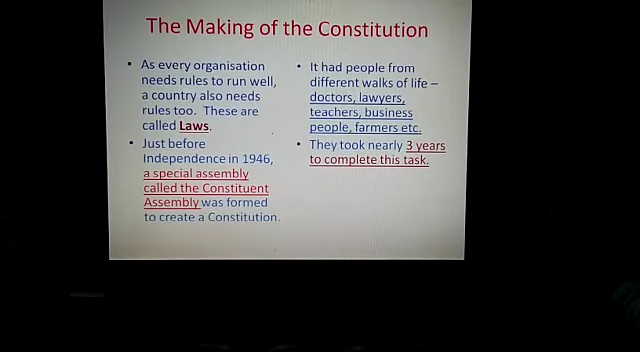 The Making of the Constitution
• As every organisation
needs rules to run well,
a country also needs
rules too. These are
called Laws.
• Just before
Independence in 1946,
a special assembly
called the Constituent
Assembly was formed
to create a Constitution.
• It had people from
different walks of life –
doctors, lawyers,
teachers, business
people, farmers etc.
• They took nearly 3 years
to complete this task.